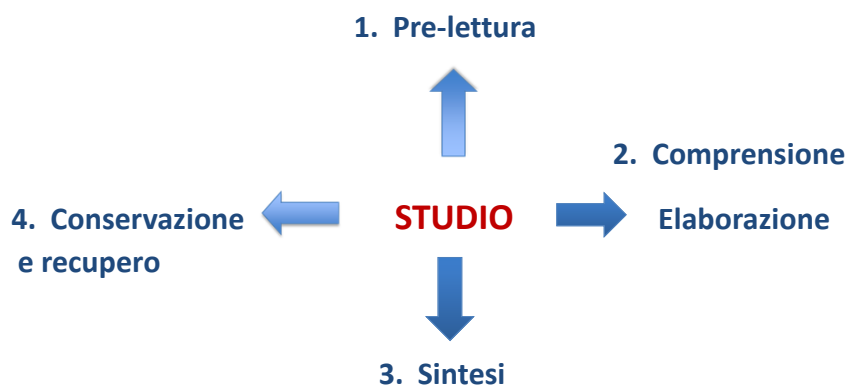 1. Pre-lettura
2. Comprensione
Elaborazione
STUDIO
4. Conservazione
e recupero
3. Sintesi